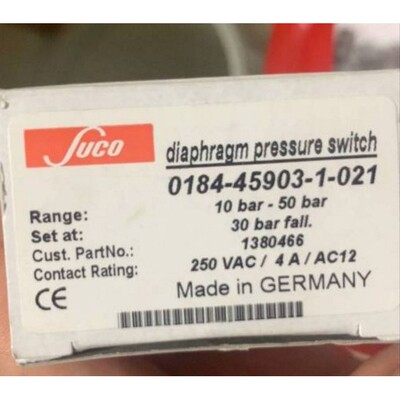 Suco
diaphragm pressure switch
0184-45903-1-021
Range: 10 bar - 50 bar
Set at: 30 bar fall.
Cust. PartNo.: 1380466
Contact Rating: 250 VAC / 4 A / AC12
CE Made in GERMANY